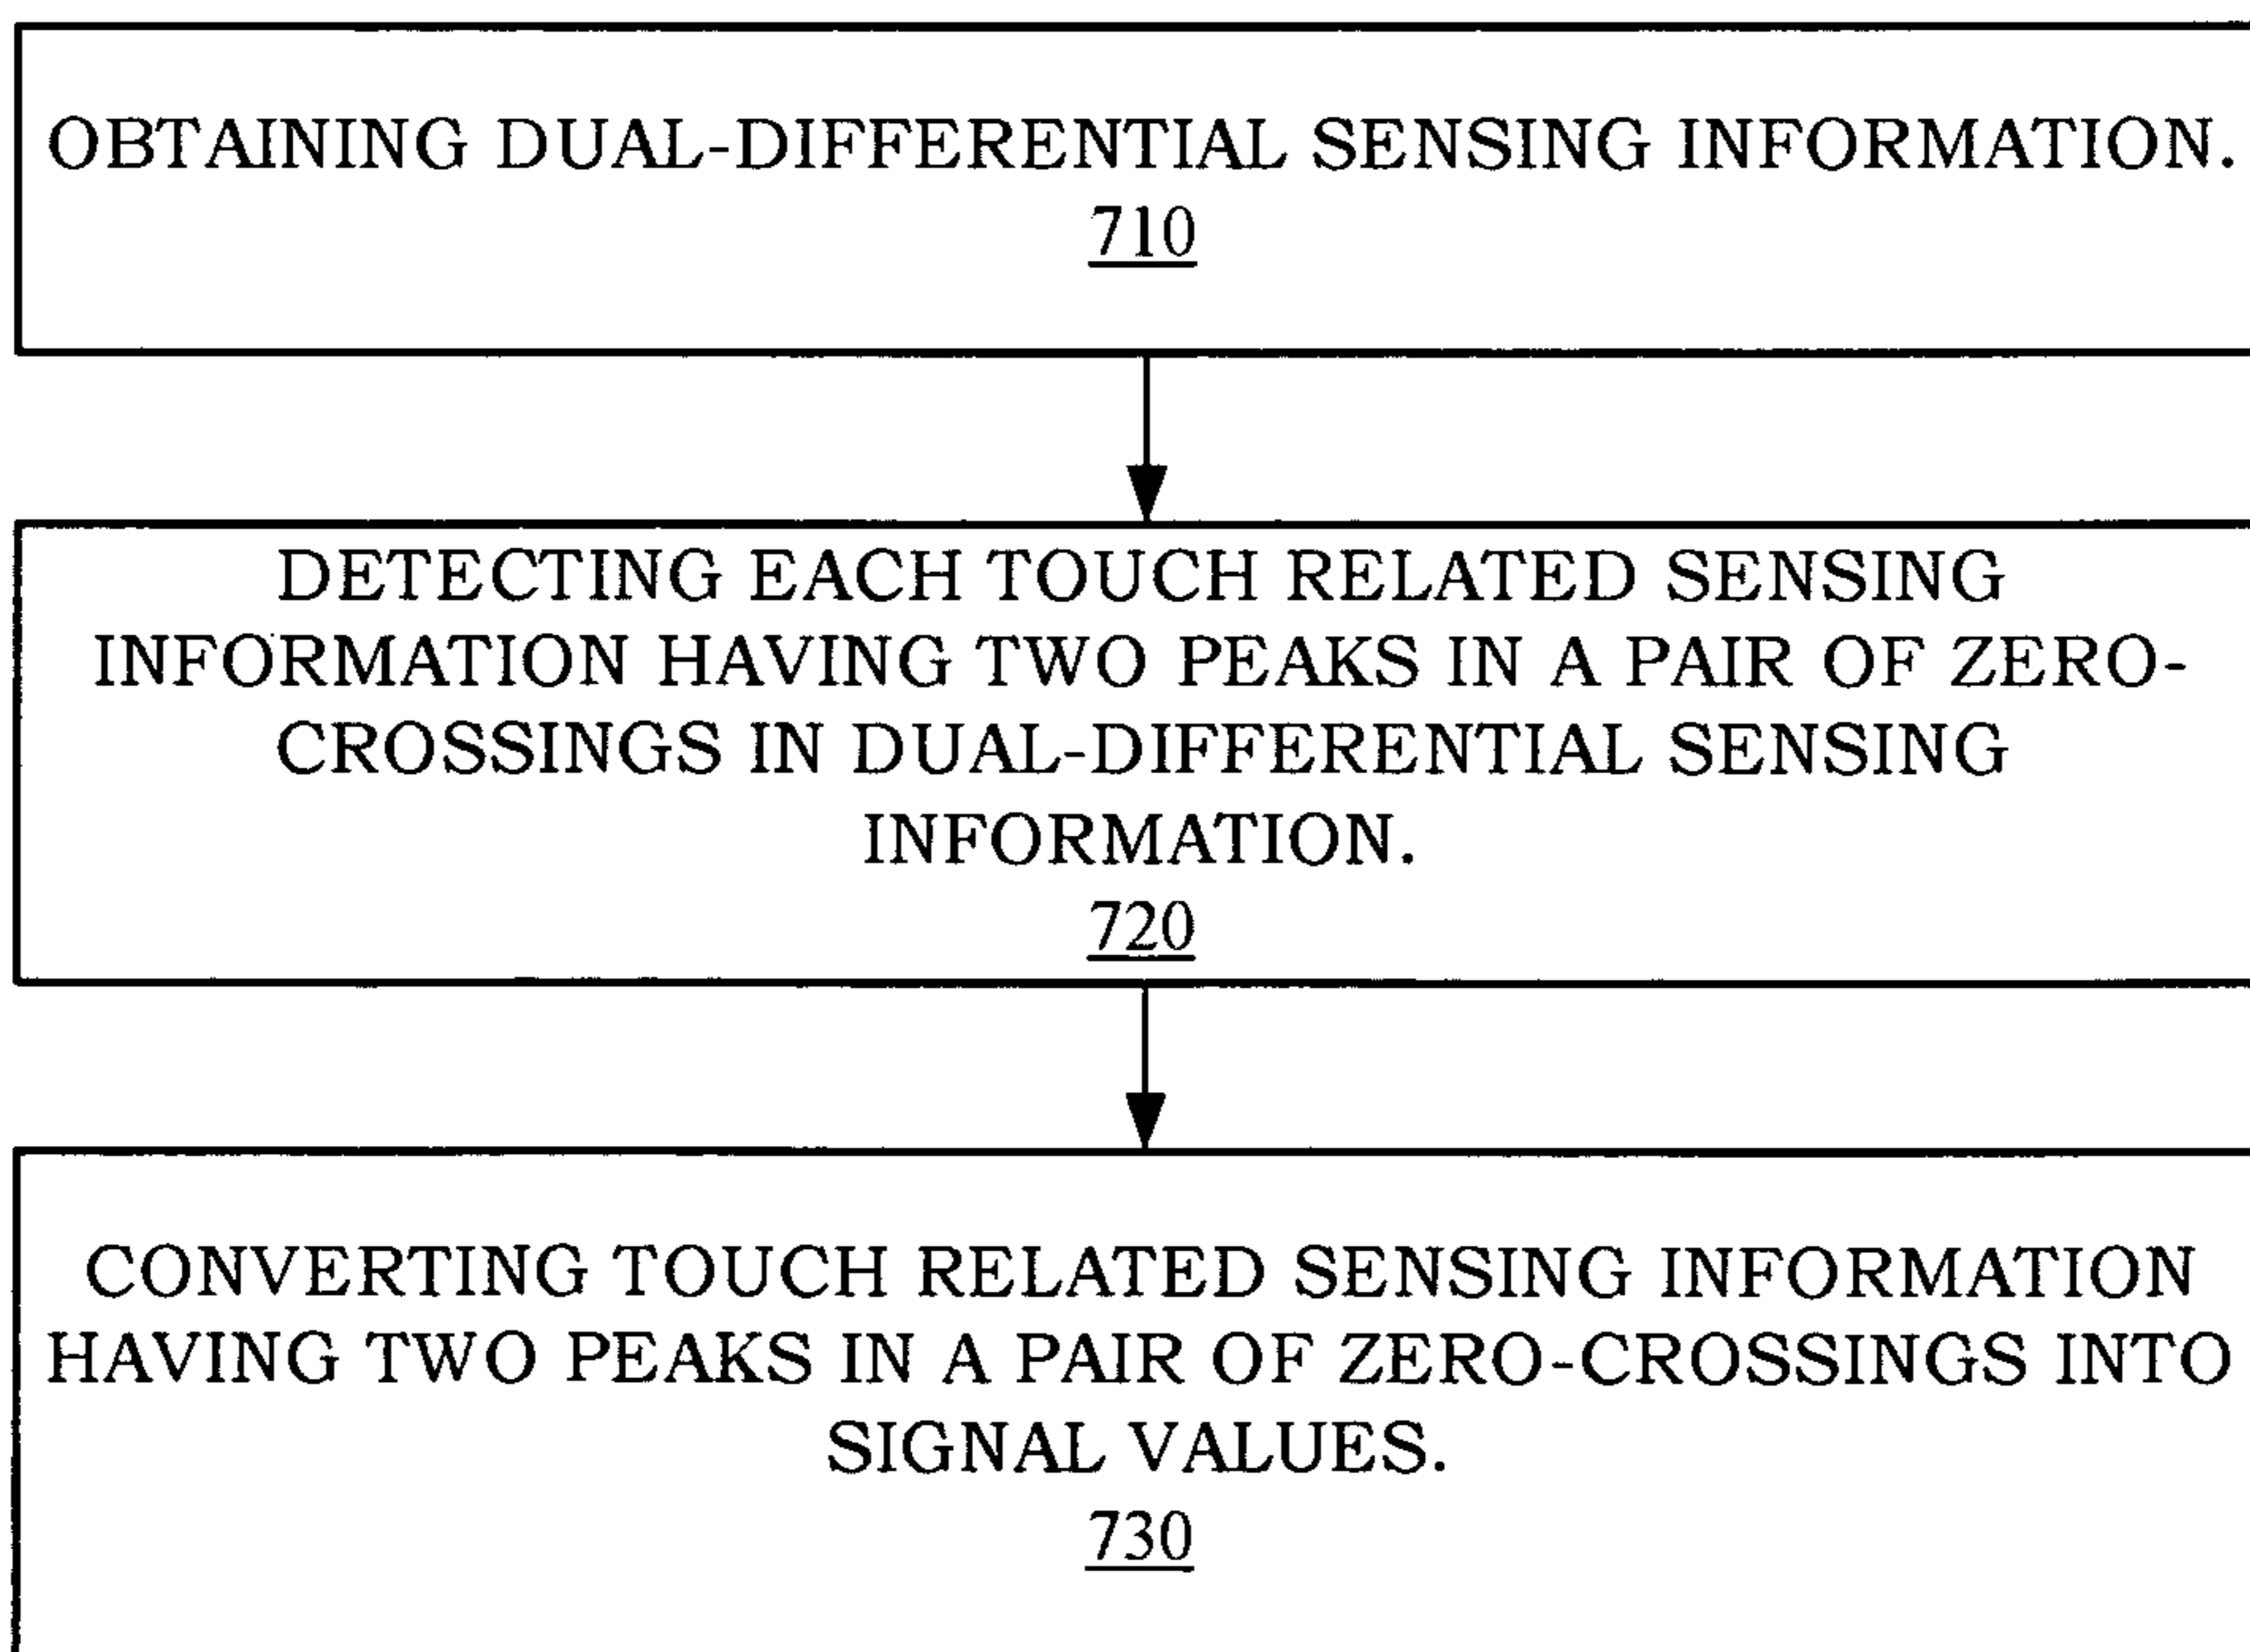 OBTAINING DUAL-DIFFERENTIAL SENSING INFORMATION.
710
DETECTING EACH TOUCH RELATED SENSING
INFORMATION HAVING TWO PEAKS IN A PAIR OF ZERO-
CROSSINGS IN DUAL-DIFFERENTIAL SENSING
INFORMATION.
720
CONVERTING TOUCH RELATED SENSING INFORMATION
HAVING TWO PEAKS IN A PAIR OF ZERO-CROSSINGS INTO
SIGNAL VALUES.
730